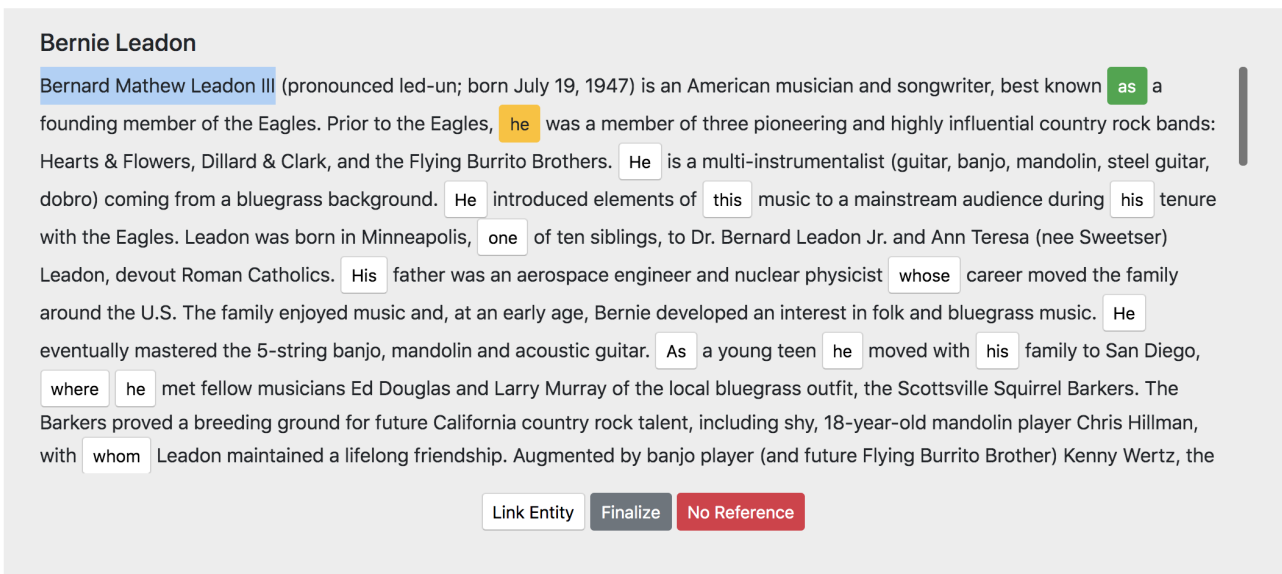 Bernie Leadon
Bernard Mathew Leadon III (pronounced led-un; born July 19, 1947) is an American musician and songwriter, best known as a
founding member of the Eagles. Prior to the Eagles, he was a member of three pioneering and highly influential country rock bands:
Hearts & Flowers, Dillard & Clark, and the Flying Burrito Brothers. He is a multi-instrumentalist (guitar, banjo, mandolin, steel guitar,
dobro) coming from a bluegrass background. He introduced elements of this music to a mainstream audience during his tenure
with the Eagles. Leadon was born in Minneapolis, one of ten siblings, to Dr. Bernard Leadon Jr. and Ann Teresa (nee Sweetser)
Leadon, devout Roman Catholics. His father was an aerospace engineer and nuclear physicist whose career moved the family
around the U.S. The family enjoyed music and, at an early age, Bernie developed an interest in folk and bluegrass music. He
eventually mastered the 5-string banjo, mandolin and acoustic guitar. As a young teen he moved with his family to San Diego,
where he met fellow musicians Ed Douglas and Larry Murray of the local bluegrass outfit, the Scottsville Squirrel Barkers. The
Barkers proved a breeding ground for future California country rock talent, including shy, 18-year-old mandolin player Chris Hillman,
with whom Leadon maintained a lifelong friendship. Augmented by banjo player (and future Flying Burrito Brother) Kenny Wertz, the
Link Entity Finalize No Reference